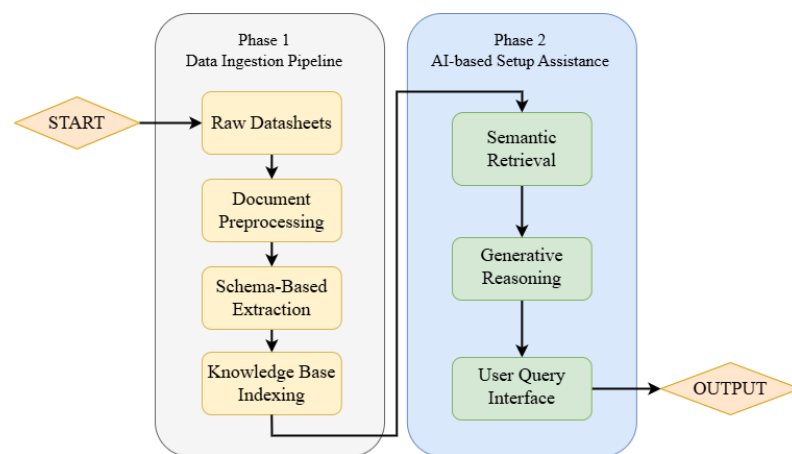 Phase 1
Data Ingestion Pipeline
START
Raw Datasheets
Document
Preprocessing
Schema-Based
Extraction
Knowledge Base
Indexing
Phase 2
AI-based Setup Assistance
Semantic
Retrieval
Generative
Reasoning
User Query
Interface
OUTPUT